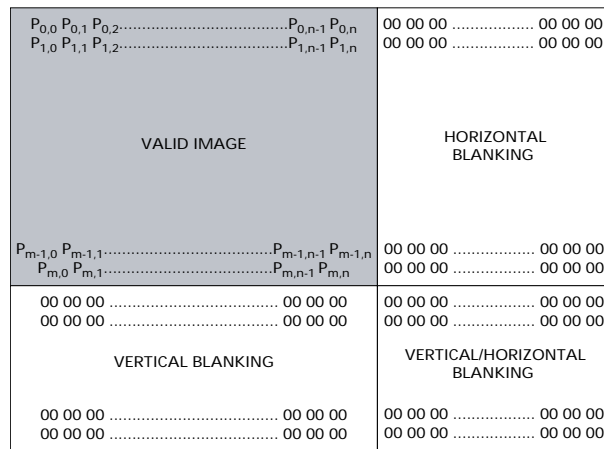 P0,0 P0,1 P0,2.....................................P0,n-1 P0,n
P1,0 P1,1 P1,2.....................................P1,n-1 P1,n
VALID IMAGE
Pm-1,0 Pm-1,1.....................................Pm-1,n-1 Pm-1,n
Pm,0 Pm,1.....................................Pm,n-1 Pm,n
00 00 00 .................. 00 00 00
00 00 00 .................. 00 00 00
HORIZONTAL
BLANKING
00 00 00 .................. 00 00 00
00 00 00 .................. 00 00 00
00 00 00 ..................................... 00 00 00
00 00 00 ..................................... 00 00 00
VERTICAL BLANKING
00 00 00 ..................................... 00 00 00
00 00 00 ..................................... 00 00 00
00 00 00 .................. 00 00 00
00 00 00 .................. 00 00 00
VERTICAL/HORIZONTAL
BLANKING
00 00 00 .................. 00 00 00
00 00 00 .................. 00 00 00